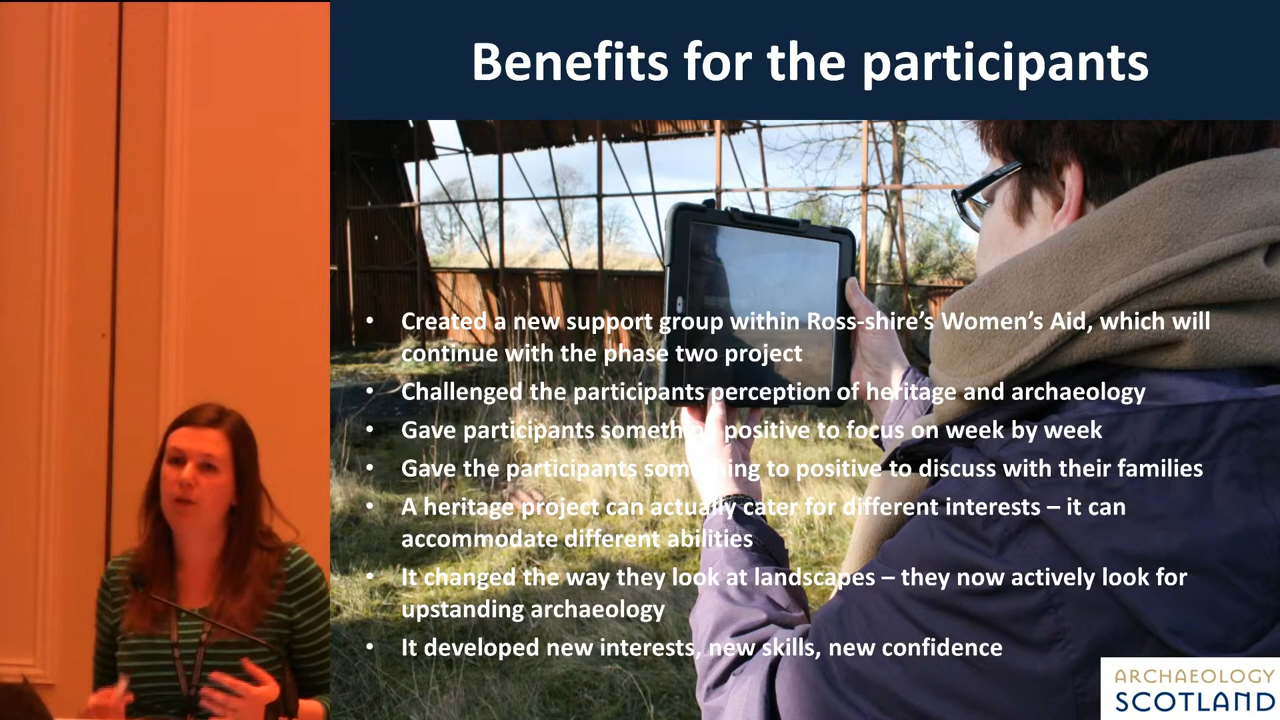 Benefits for the participants
• Created a new support group within Ross-shire's Women's Aid, which will
continue with the phase two project
• Challenged the participants perception of heritage and archaeology
• Gave participants something positive to focus on week by week
• Gave the participants something to positive to discuss with their families
• A heritage project can actually cater for different interests – it can
accommodate different abilities
• It changed the way they look at landscapes – they now actively look for
upstanding archaeology
• It developed new interests, new skills, new confidence
ARCHAEOLOGY
SCOTLAND